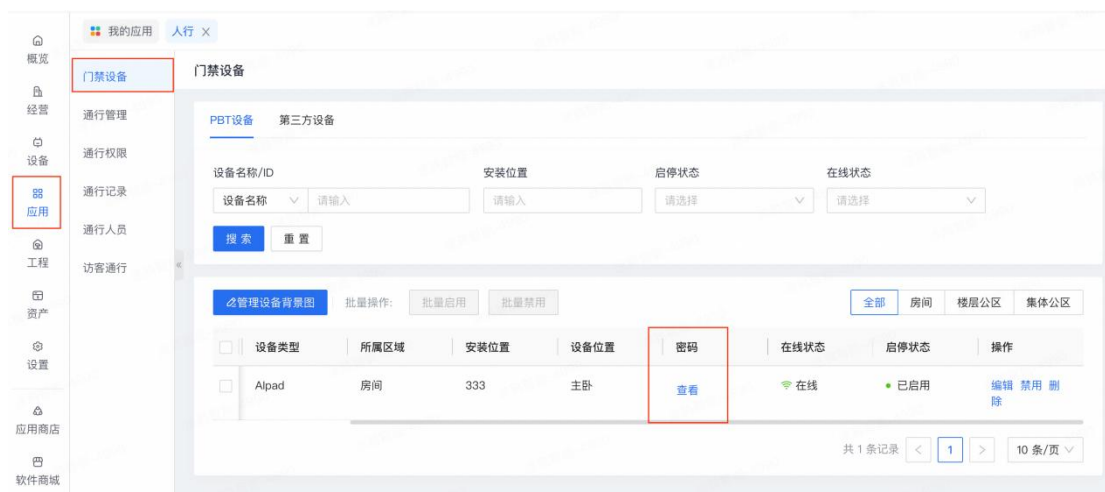 我的应用 人行 X
概览
经营
设备
应用
工程
资产
设置
应用商店
软件商城
门禁设备
通行管理
通行权限
通行记录
通行人员
访客通行
门禁设备
PBT设备 第三方设备
设备名称/ID 安装位置 启停状态 在线状态
设备名称 请输入 请输入 请选择 请选择
搜索 重置
管理设备背景图 批量操作: 批量启用 批量禁用 全部 房间 楼层公区 集体公区
设备类型 所属区域 安装位置 设备位置 密码 在线状态 启停状态 操作
Alpad 房间 333 主卧 查看 在线 已启用 编辑 禁用 删
除
共 1 条记录 < 1 > 10 条/页